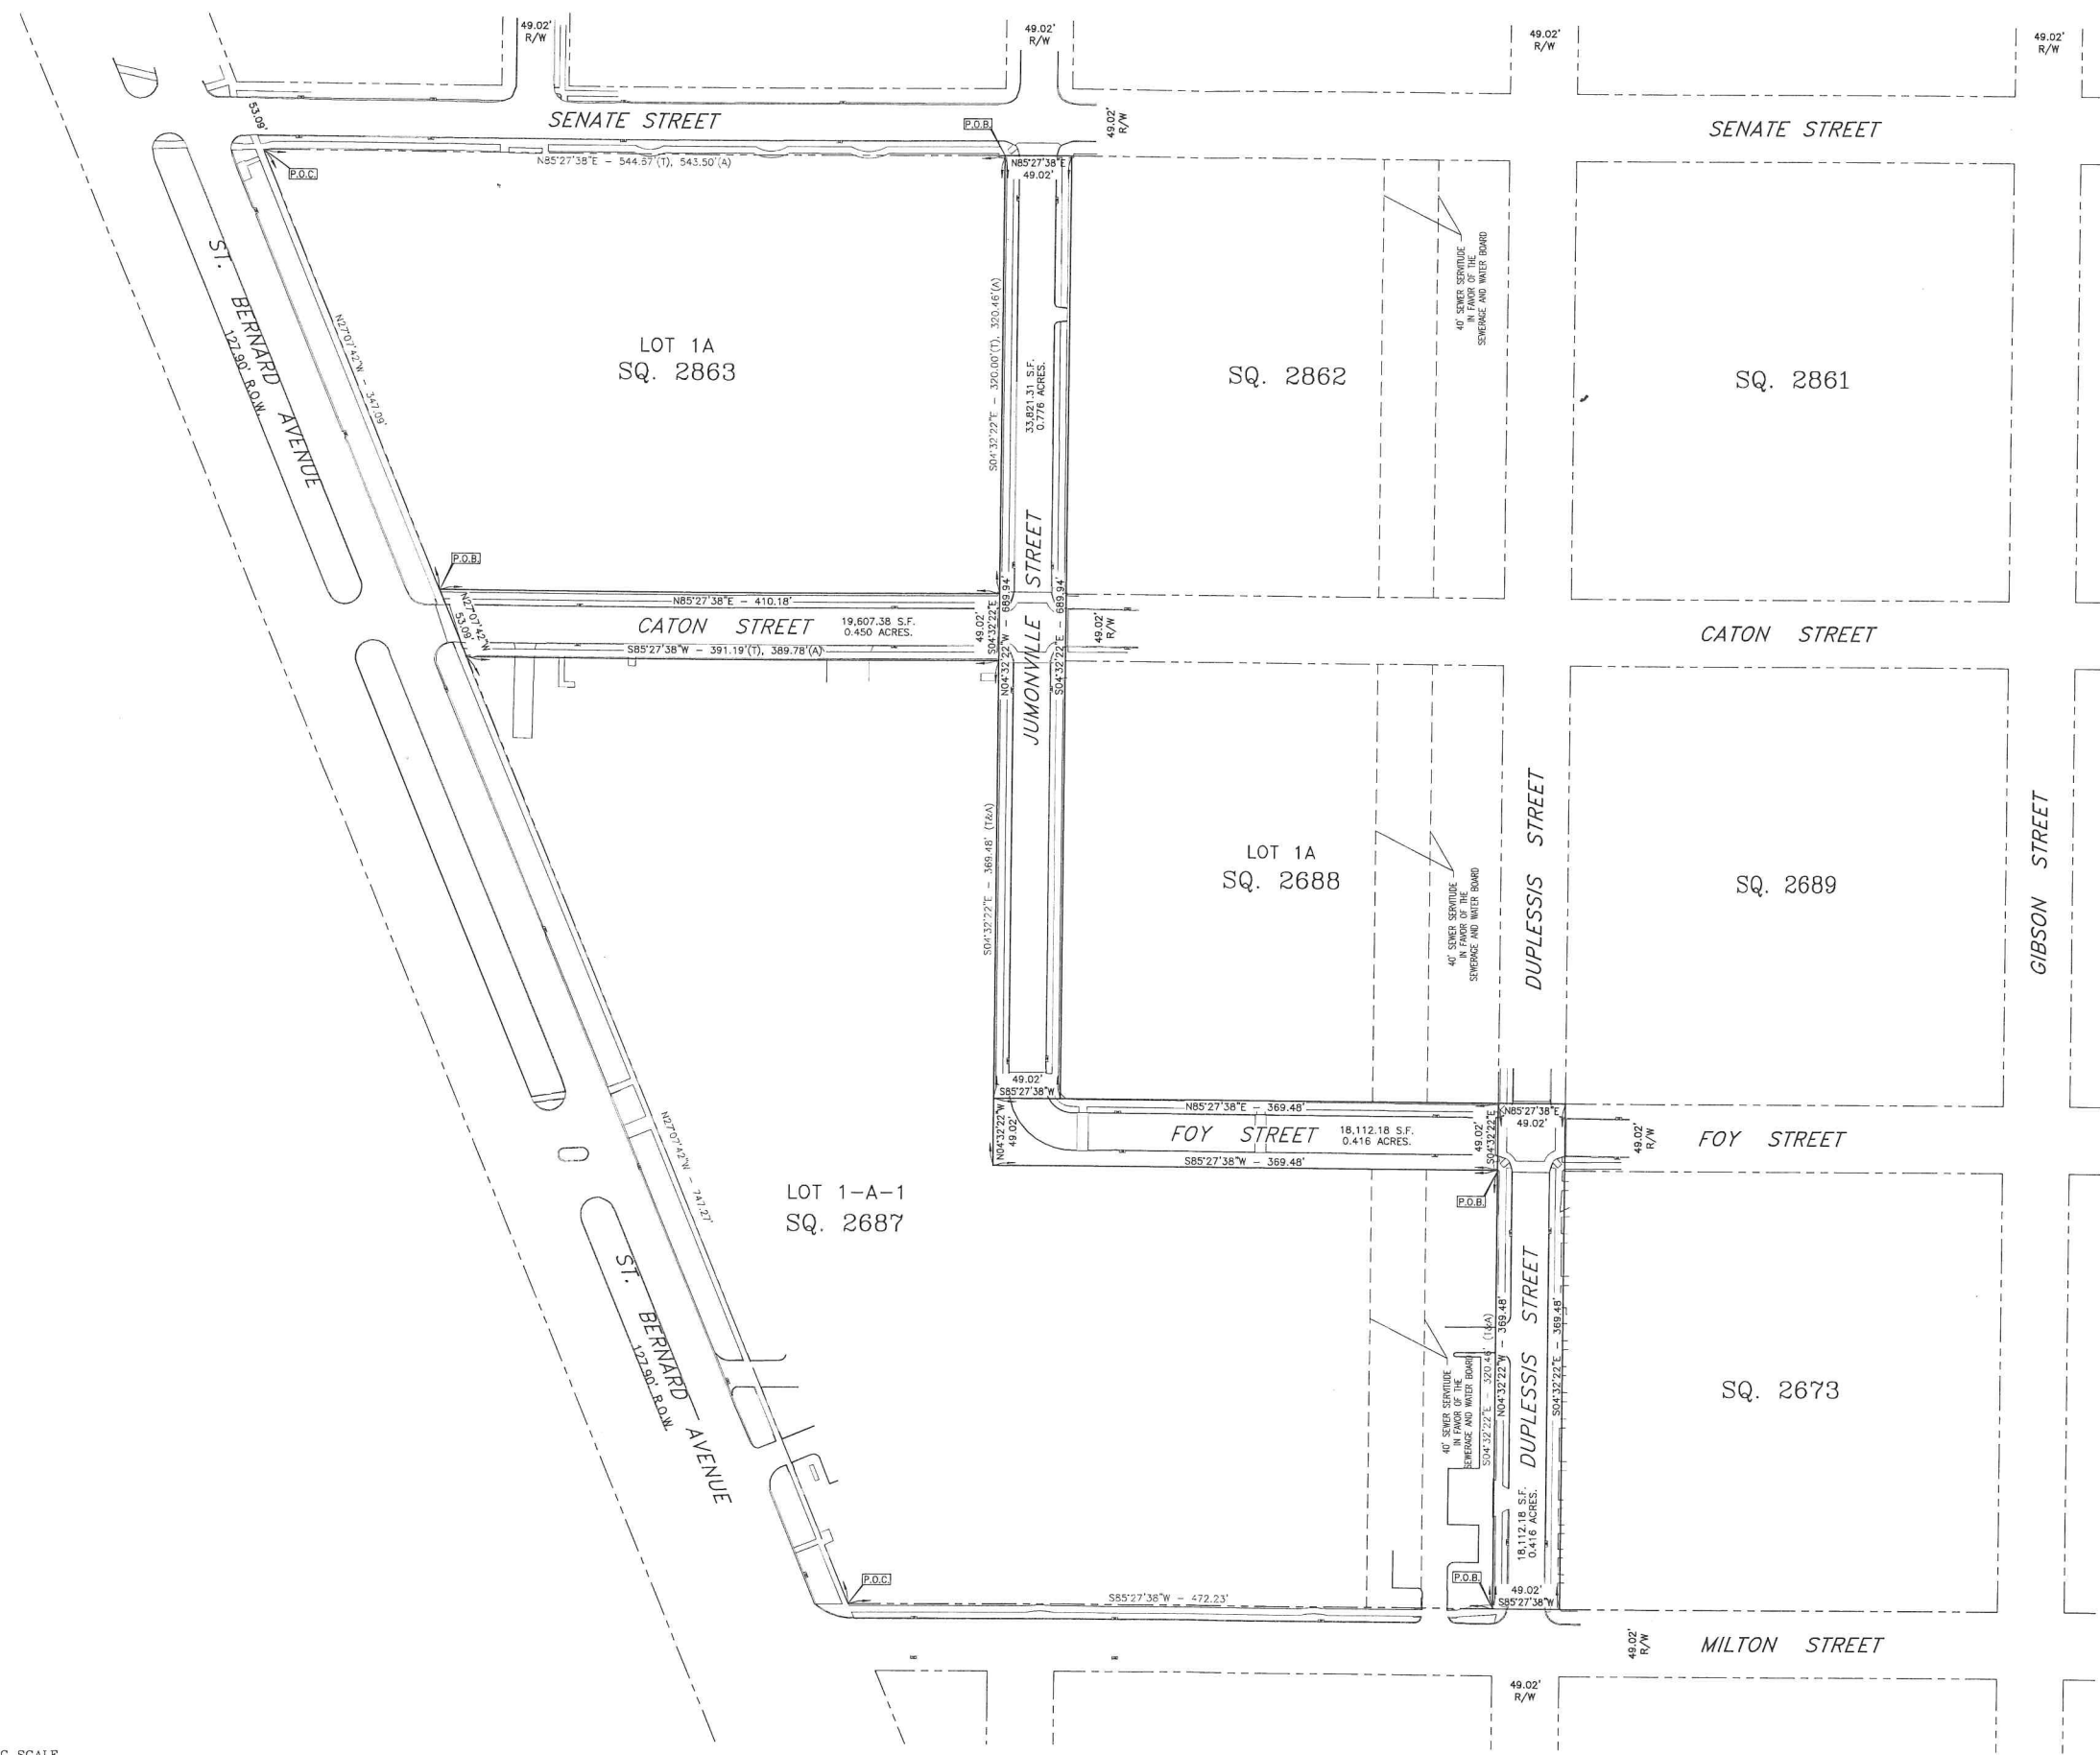 49.02'
R/W
49.02'
R/W
49.02'
R/W
49.02'
R/W
53.09'
SENATE STREET
P.O.B.
49.02'
R/W
SENATE STREET
N85°27'38"E - 544.67'(T), 543.50'(A)
N85°27'38"E
49.02'
P.O.C.
ST. BERNARD AVENUE
127.90' R.O.W.
N27°07'42"W - 347.09'
LOT 1A
SQ. 2863
S04°32'22"E - 320.00'(T), 320.46'(A)
33,821.31 S.F.
0.776 ACRES.
SQ. 2862
40' SEWER SERVITUDE
IN FAVOR OF THE
SEWERAGE AND WATER BOARD
SQ. 2861
P.O.B.
N27°07'42"W
53.09'
N85°27'38"E - 410.18'
CATON STREET
19,607.38 S.F.
0.450 ACRES.
S85°27'38"W - 391.19'(T), 389.78'(A)
49.02'
S04°32'22"E
N04°32'22"W - 689.94'
JUMONVILLE STREET
S04°32'22"E - 689.94'
49.02'
R/W
CATON STREET
S04°32'22"E - 369.48' (T&A)
LOT 1A
SQ. 2688
40' SEWER SERVITUDE
IN FAVOR OF THE
SEWERAGE AND WATER BOARD
DUPLESSIS STREET
SQ. 2689
GIBSON STREET
49.02'
S85°27'38"W
N04°32'22"W
49.02'
N85°27'38"E - 369.48'
FOY STREET
18,112.18 S.F.
0.416 ACRES.
S85°27'38"W - 369.48'
49.02'
S04°32'22"E
N85°27'38"E
49.02'
49.02'
R/W
FOY STREET
N27°07'42"W - 747.27'
LOT 1-A-1
SQ. 2687
P.O.B.
ST. BERNARD AVENUE
127.90' R.O.W.
40' SEWER SERVITUDE
IN FAVOR OF THE
SEWERAGE AND WATER BOARD
S04°32'22"E - 320.46' (T&A)
N04°32'22"W - 369.48'
DUPLESSIS STREET
18,112.18 S.F.
0.416 ACRES.
S04°32'22"E - 369.48'
SQ. 2673
P.O.C.
S85°27'38"W - 472.23'
P.O.B.
49.02'
S85°27'38"W
49.02'
R/W
MILTON STREET
49.02'
R/W
C SCALE